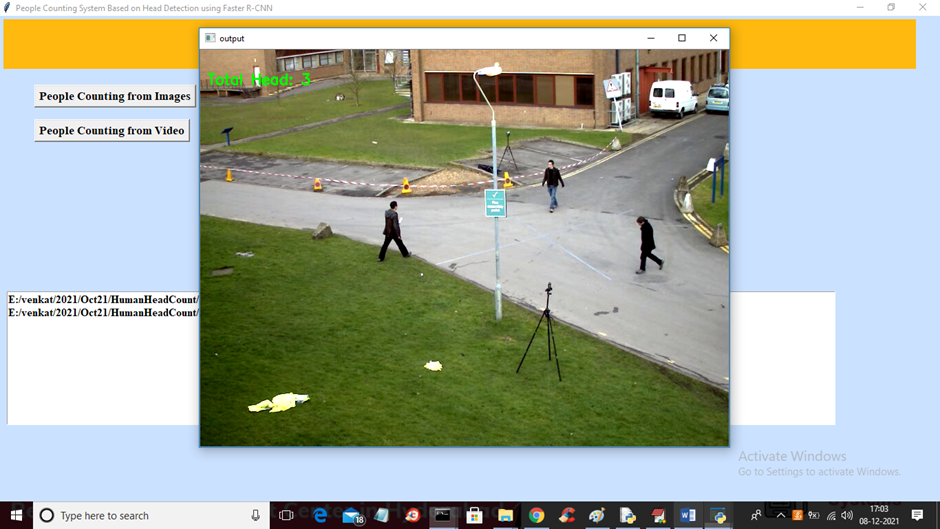 People Counting System Based on Head Detection using Faster R-CNN
output
Total Head: 3
People Counting from Images
People Counting from Video
E:/venkat/2021/Oct21/HumanHeadCount/
E:/venkat/2021/Oct21/HumanHeadCount/
Activate Windows
Go to Settings to activate Windows.
Type here to search
18
17:03
08-12-2021